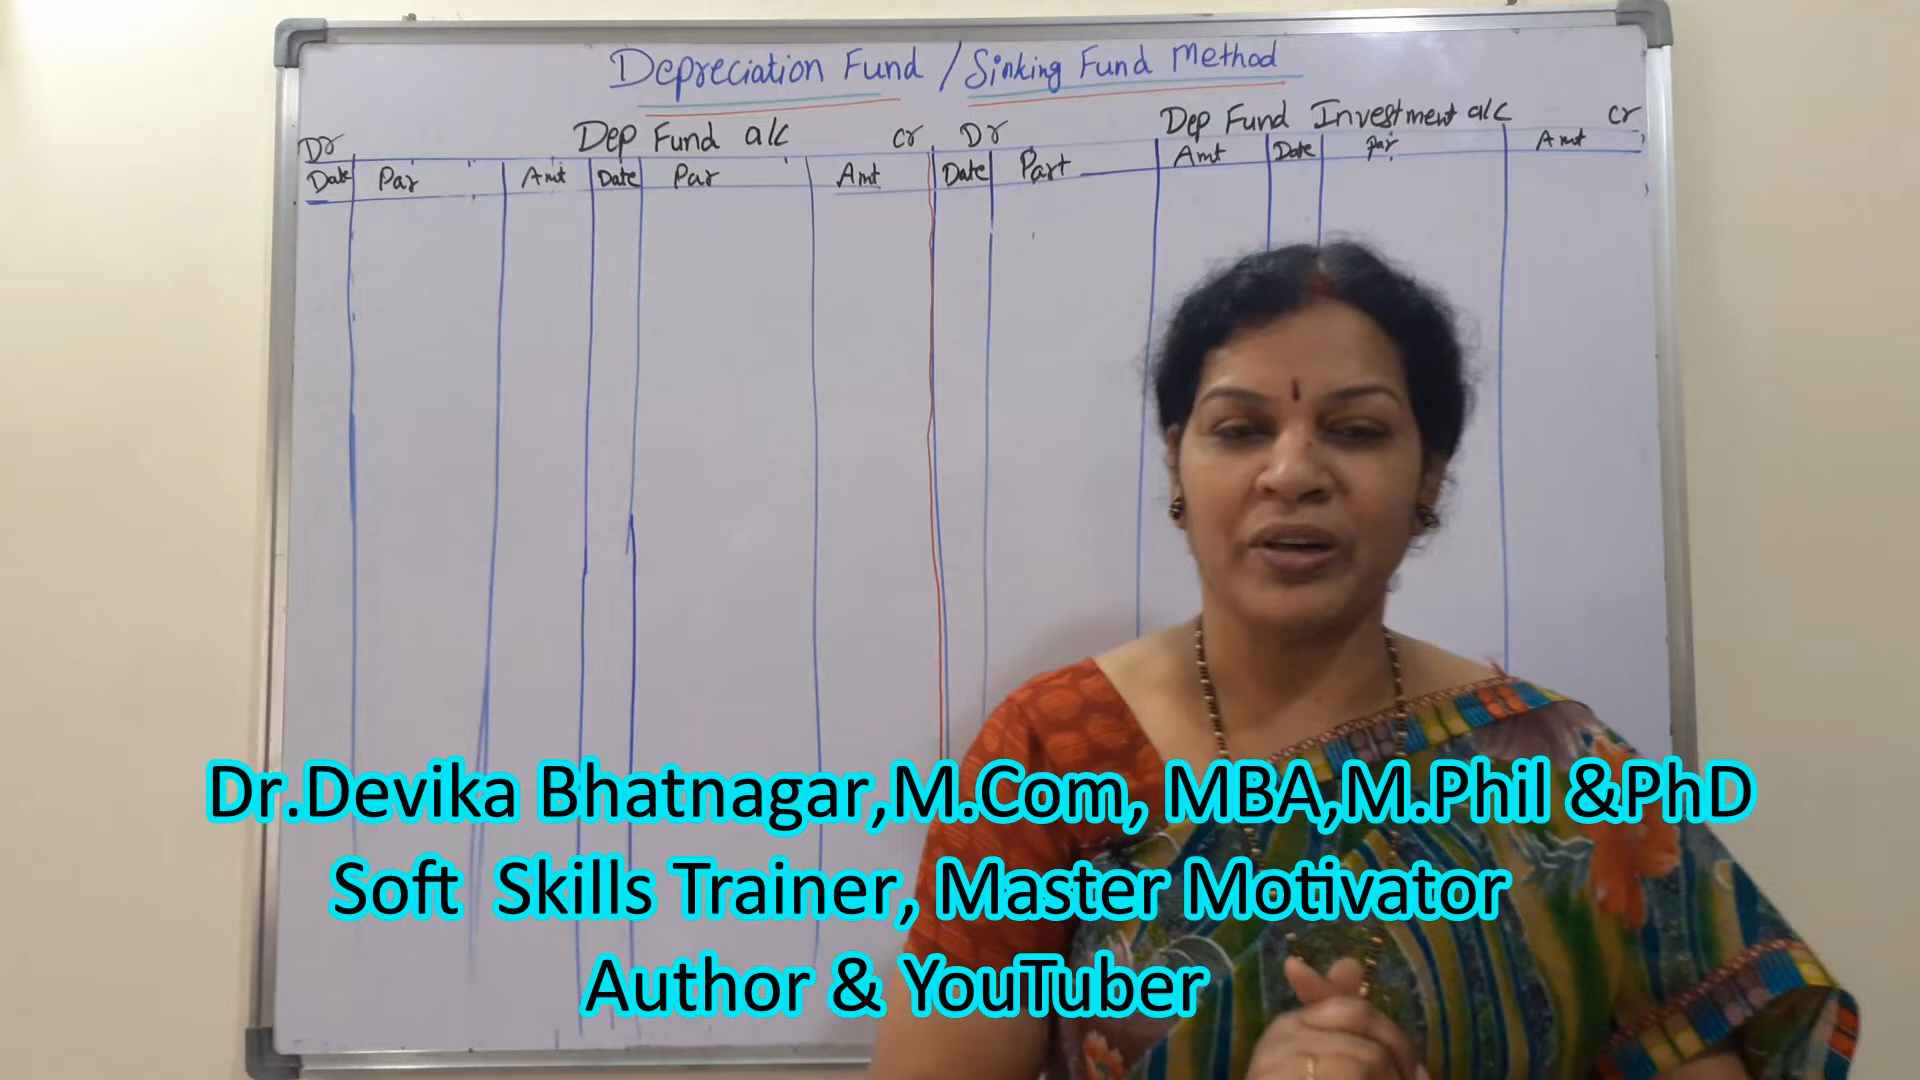 Depreciation Fund / Sinking Fund Method
Dr Dep Fund a/c Cr
Date Par Amt Date Par Amt
Dr Dep Fund Investment a/c Cr
Date Part Amt Date Par Amt
Dr.Devika Bhatnagar,M.Com, MBA,M.Phil &PhD
Soft Skills Trainer, Master Motivator
Author & YouTuber